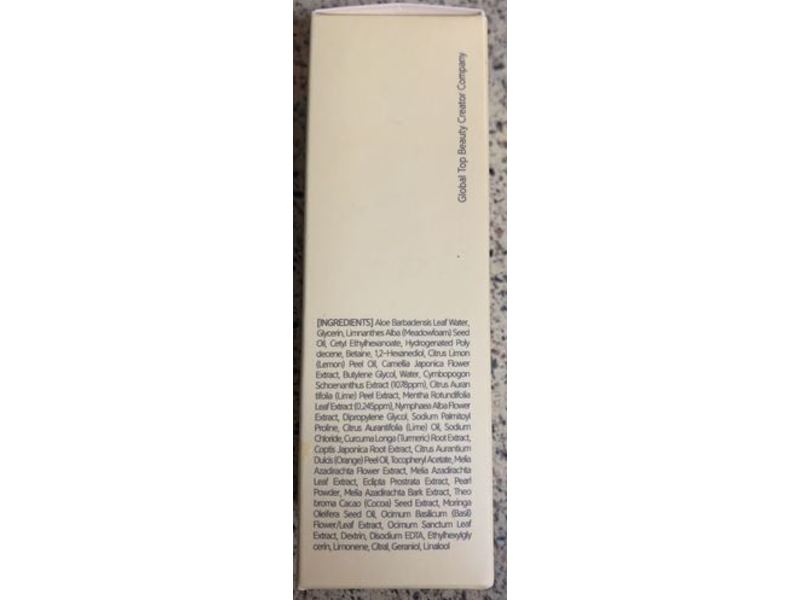 Global Top Beauty Creator Company
[INGREDIENTS] Aloe Barbadensis Leaf Water,
Glycerin, Limnanthes Alba (Meadowfoam) Seed
Oil, Cetyl Ethylhexanoate, Hydrogenated Poly
decene, Betaine, 1,2-Hexanediol, Citrus Limon
(Lemon) Peel Oil, Camellia Japonica Flower
Extract, Butylene Glycol, Water, Cymbopogon
Schoenanthus Extract (1078ppm), Citrus Auran
tifolia (Lime) Peel Extract, Mentha Rotundifolia
Leaf Extract (0.245ppm), Nymphaea Alba Flower
Extract, Dipropylene Glycol, Sodium Palmitoyl
Proline, Citrus Aurantifolia (Lime) Oil, Sodium
Chloride, Curcuma Longa (Turmeric) Root Extract,
Coptis Japonica Root Extract, Citrus Aurantium
Dulcis (Orange) Peel Oil, Tocopheryl Acetate, Melia
Azadirachta Flower Extract, Melia Azadirachta
Leaf Extract, Eclipta Prostrata Extract, Pearl
Powder, Melia Azadirachta Bark Extract, Theo
broma Cacao (Cocoa) Seed Extract, Moringa
Oleifera Seed Oil, Ocimum Basilicum (Basil)
Flower/Leaf Extract, Ocimum Sanctum Leaf
Extract, Dextrin, Disodium EDTA, Ethylhexylgly
cerin, Limonene, Citral, Geraniol, Linalool